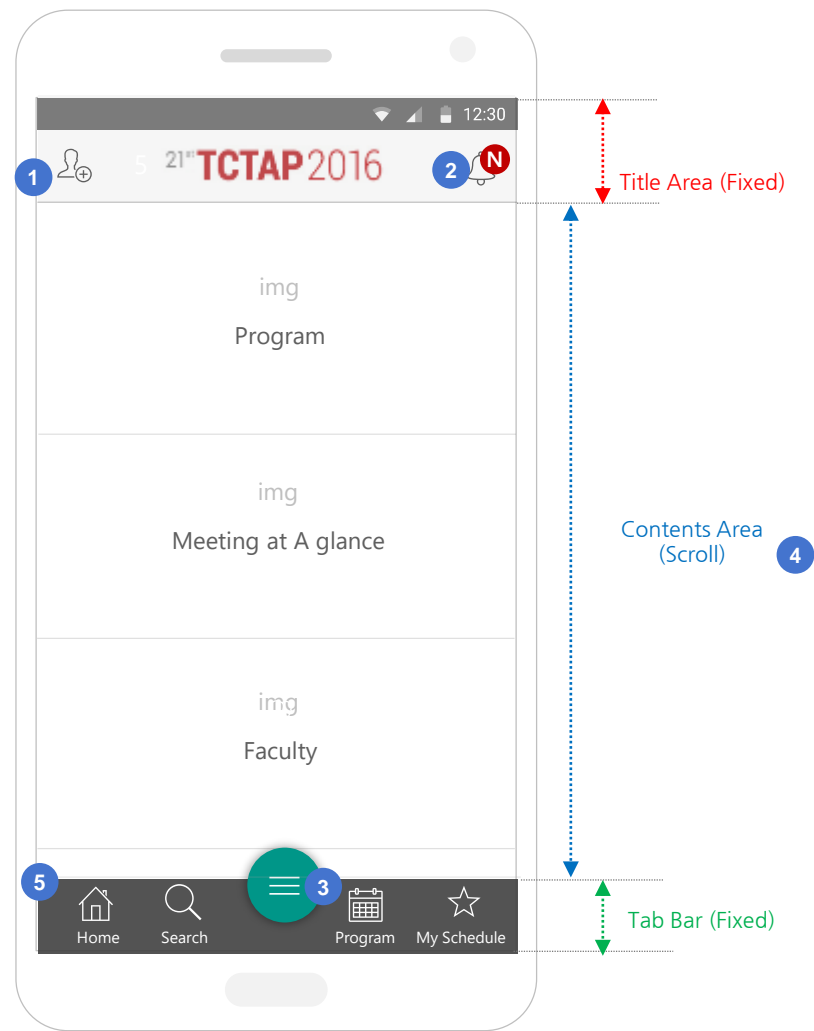 12:30
1
5
21st TCTAP 2016
2
N
Title Area (Fixed)
img
Program
img
Meeting at A glance
Contents Area
(Scroll)
4
img
Faculty
5
3
Home
Search
Program
My Schedule
Tab Bar (Fixed)